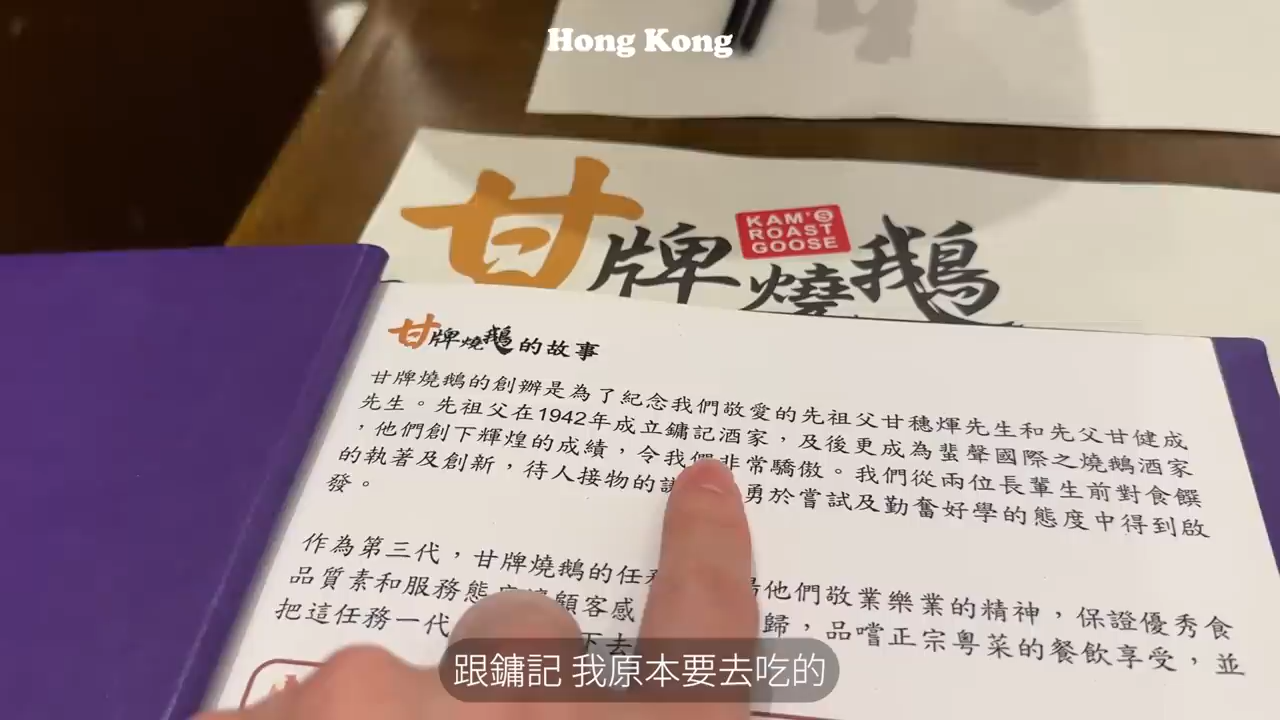 Hong Kong
甘牌燒鵝
KAM'S
ROAST
GOOSE
甘牌燒鵝的故事
甘牌燒鵝的創辦是為了紀念我們敬愛的先祖父甘穗煇先生和先父甘健成
先生。先祖父在1942年成立鏞記酒家，及後更成為蜚聲國際之燒鵝酒家
，他們創下輝煌的成績，令我們非常驕傲。我們從兩位長輩生前對食饌
的執著及創新，待人接物的 勇於嘗試及勤奮好學的態度中得到啟
發。
作為第三代，甘牌燒鵝的任 他們敬業樂業的精神，保證優秀食
品質素和服務態 顧客感 歸，品嚐正宗粵菜的餐飲享受，並
把這任務一代 下去
跟鏞記 我原本要去吃的